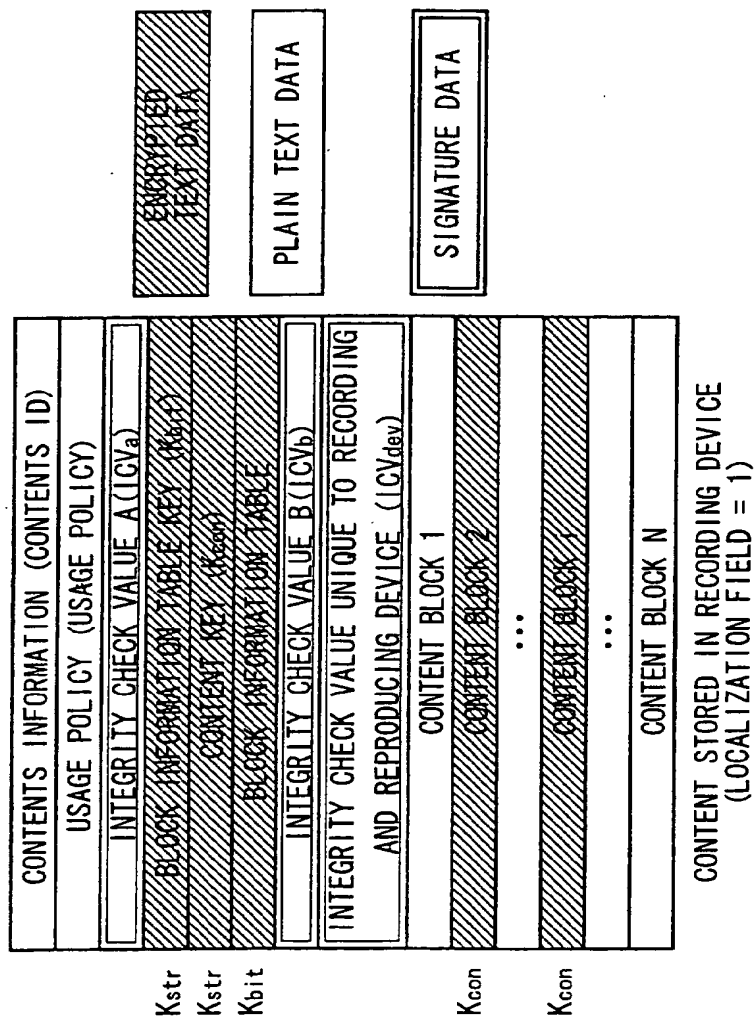 CONTENTS INFORMATION (CONTENTS ID)
USAGE POLICY (USAGE POLICY)
INTEGRITY CHECK VALUE A(ICVa)
Kstr BLOCK INFORMATION TABLE KEY (Kbit)
Kstr CONTENT KEY (Kcon)
Kbit BLOCK INFORMATION TABLE
INTEGRITY CHECK VALUE B(ICVb)
INTEGRITY CHECK VALUE UNIQUE TO RECORDING
AND REPRODUCING DEVICE (ICVdev)
CONTENT BLOCK 1
Kcon CONTENT BLOCK 2
...
Kcon CONTENT BLOCK i
...
CONTENT BLOCK N
CONTENT STORED IN RECORDING DEVICE
(LOCALIZATION FIELD = 1)
ENCRYPTED
TEXT DATA
PLAIN TEXT DATA
SIGNATURE DATA